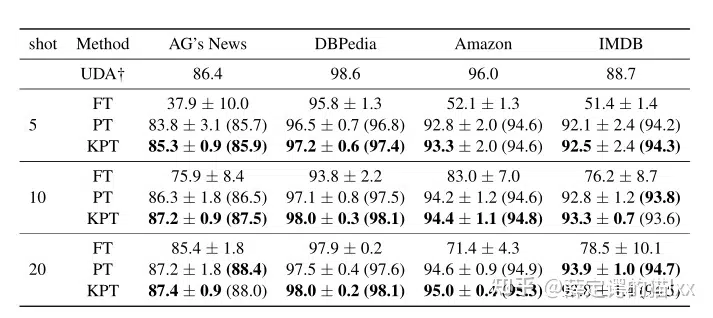 shot Method AG's News DBPedia Amazon IMDB
UDA† 86.4 98.6 96.0 88.7
FT 37.9 ± 10.0 95.8 ± 1.3 52.1 ± 1.3 51.4 ± 1.4
5 PT 83.8 ± 3.1 (85.7) 96.5 ± 0.7 (96.8) 92.8 ± 2.0 (94.6) 92.1 ± 2.4 (94.2)
KPT 85.3 ± 0.9 (85.9) 97.2 ± 0.6 (97.4) 93.3 ± 2.0 (94.6) 92.5 ± 2.4 (94.3)
FT 75.9 ± 8.4 93.8 ± 2.2 83.0 ± 7.0 76.2 ± 8.7
10 PT 86.3 ± 1.8 (86.5) 97.1 ± 0.8 (97.5) 94.2 ± 1.2 (94.6) 92.8 ± 1.2 (93.8)
KPT 87.2 ± 0.9 (87.5) 98.0 ± 0.3 (98.1) 94.4 ± 1.1 (94.8) 93.3 ± 0.7 (93.6)
FT 85.4 ± 1.8 97.9 ± 0.2 71.4 ± 4.3 78.5 ± 10.1
20 PT 87.2 ± 1.8 (88.4) 97.5 ± 0.4 (97.6) 94.6 ± 0.9 (94.9) 93.9 ± 1.0 (94.7)
KPT 87.4 ± 0.9 (88.0) 98.0 ± 0.2 (98.1) 95.0 ± 0.4 (95.3)
知乎 @薛定谔的猫xx